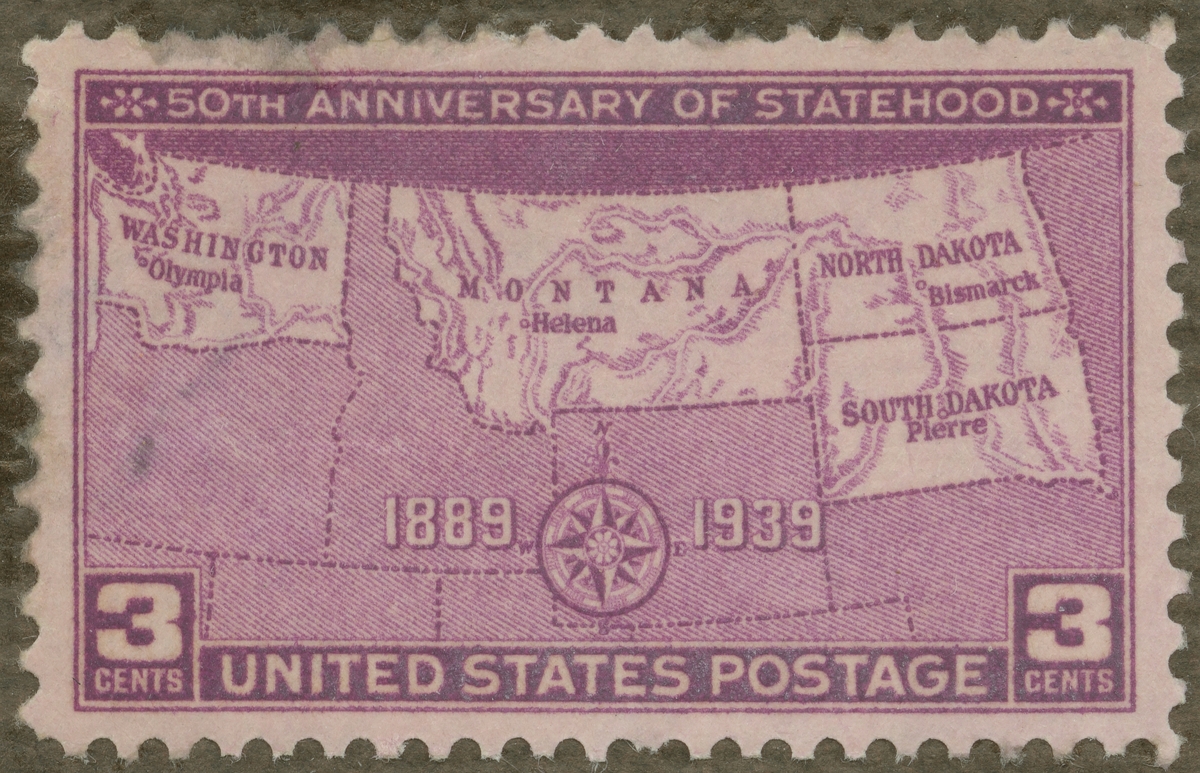 50TH ANNIVERSARY OF STATEHOOD
WASHINGTON
Olympia
MONTANA
Helena
NORTH DAKOTA
Bismarck
SOUTH DAKOTA
Pierre
N
1889 W E 1939
S
3 CENTS
UNITED STATES POSTAGE
3 CENTS